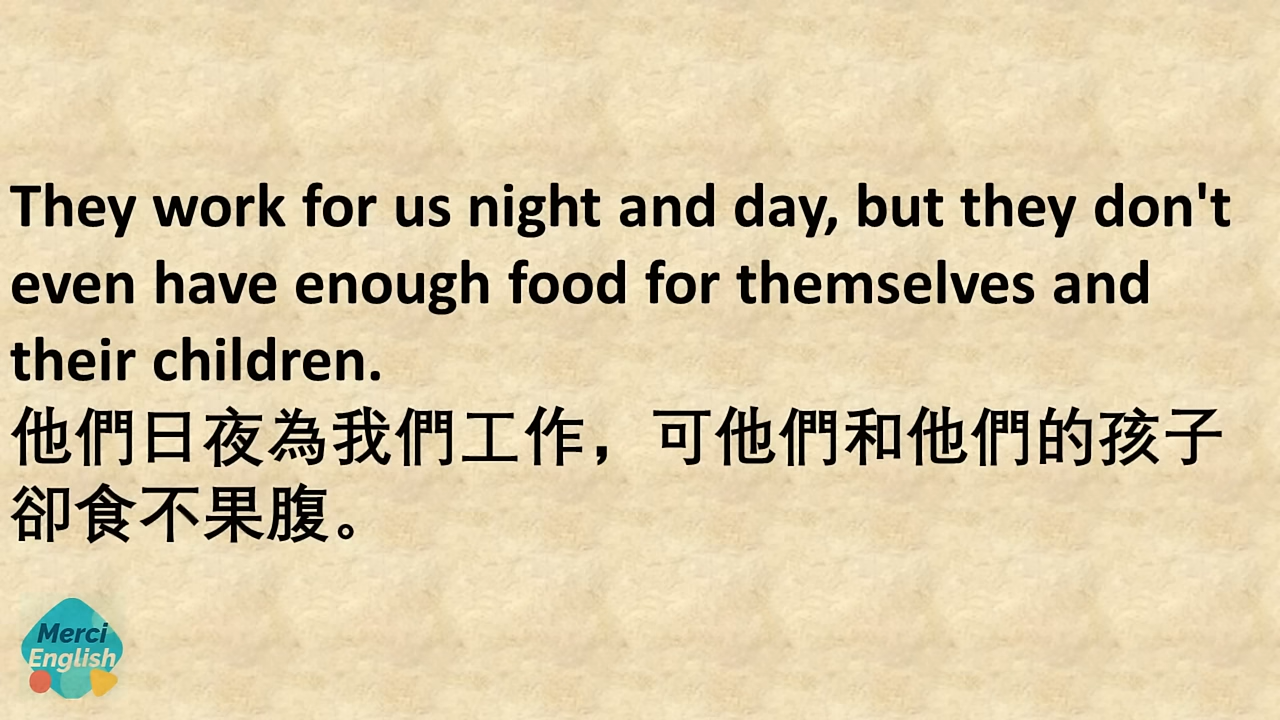 They work for us night and day, but they don't
even have enough food for themselves and
their children.
他們日夜為我們工作，可他們和他們的孩子
卻食不果腹。
Merci
English